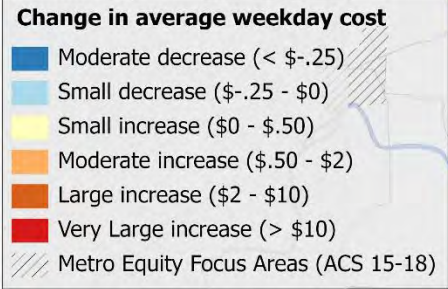 Change in average weekday cost
Moderate decrease (< $-.25)
Small decrease ($-.25 - $0)
Small increase ($0 - $.50)
Moderate increase ($.50 - $2)
Large increase ($2 - $10)
Very Large increase (> $10)
Metro Equity Focus Areas (ACS 15-18)